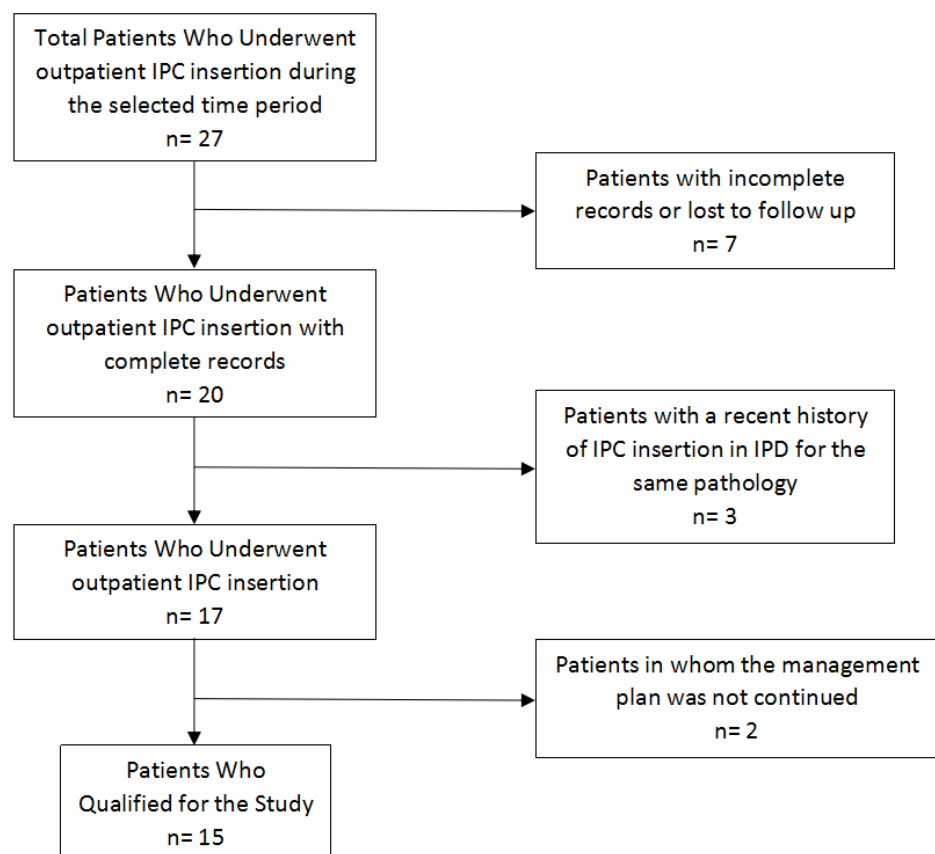 Total Patients Who Underwent
outpatient IPC insertion during
the selected time period
n= 27
Patients with incomplete
records or lost to follow up
n= 7
Patients Who Underwent
outpatient IPC insertion with
complete records
n= 20
Patients with a recent history
of IPC insertion in IPD for the
same pathology
n= 3
Patients Who Underwent
outpatient IPC insertion
n= 17
Patients in whom the management
plan was not continued
n= 2
Patients Who
Qualified for the Study
n= 15